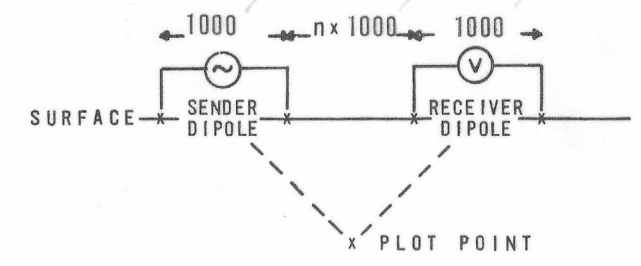 1000 n x 1000 1000
~ V
SURFACE SENDER DIPOLE RECEIVER DIPOLE
x PLOT POINT